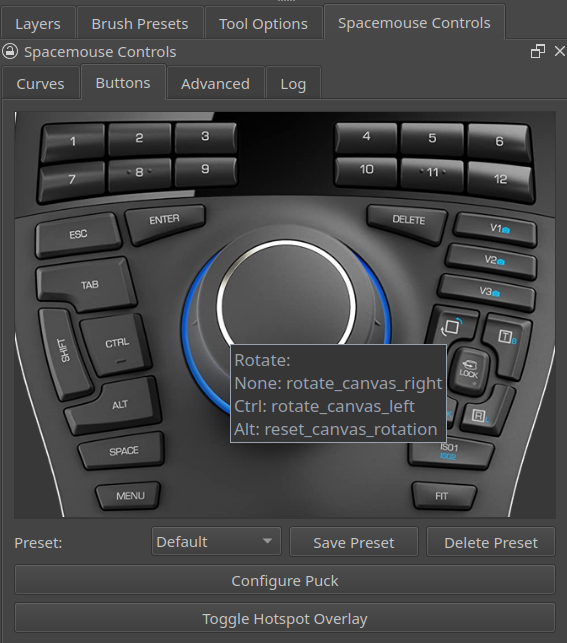 Layers Brush Presets Tool Options Spacemouse Controls
Spacemouse Controls
Curves Buttons Advanced Log
1 2 3 4 5 6
7 8 9 10 11 12
ESC ENTER DELETE V1
TAB V2
V3
SHIFT CTRL T
LOCK
Rotate:
None: rotate_canvas_right
Ctrl: rotate_canvas_left
Alt: reset_canvas_rotation
ALT R
SPACE ISO1
ISO2
MENU FIT
Preset: Default Save Preset Delete Preset
Configure Puck
Toggle Hotspot Overlay